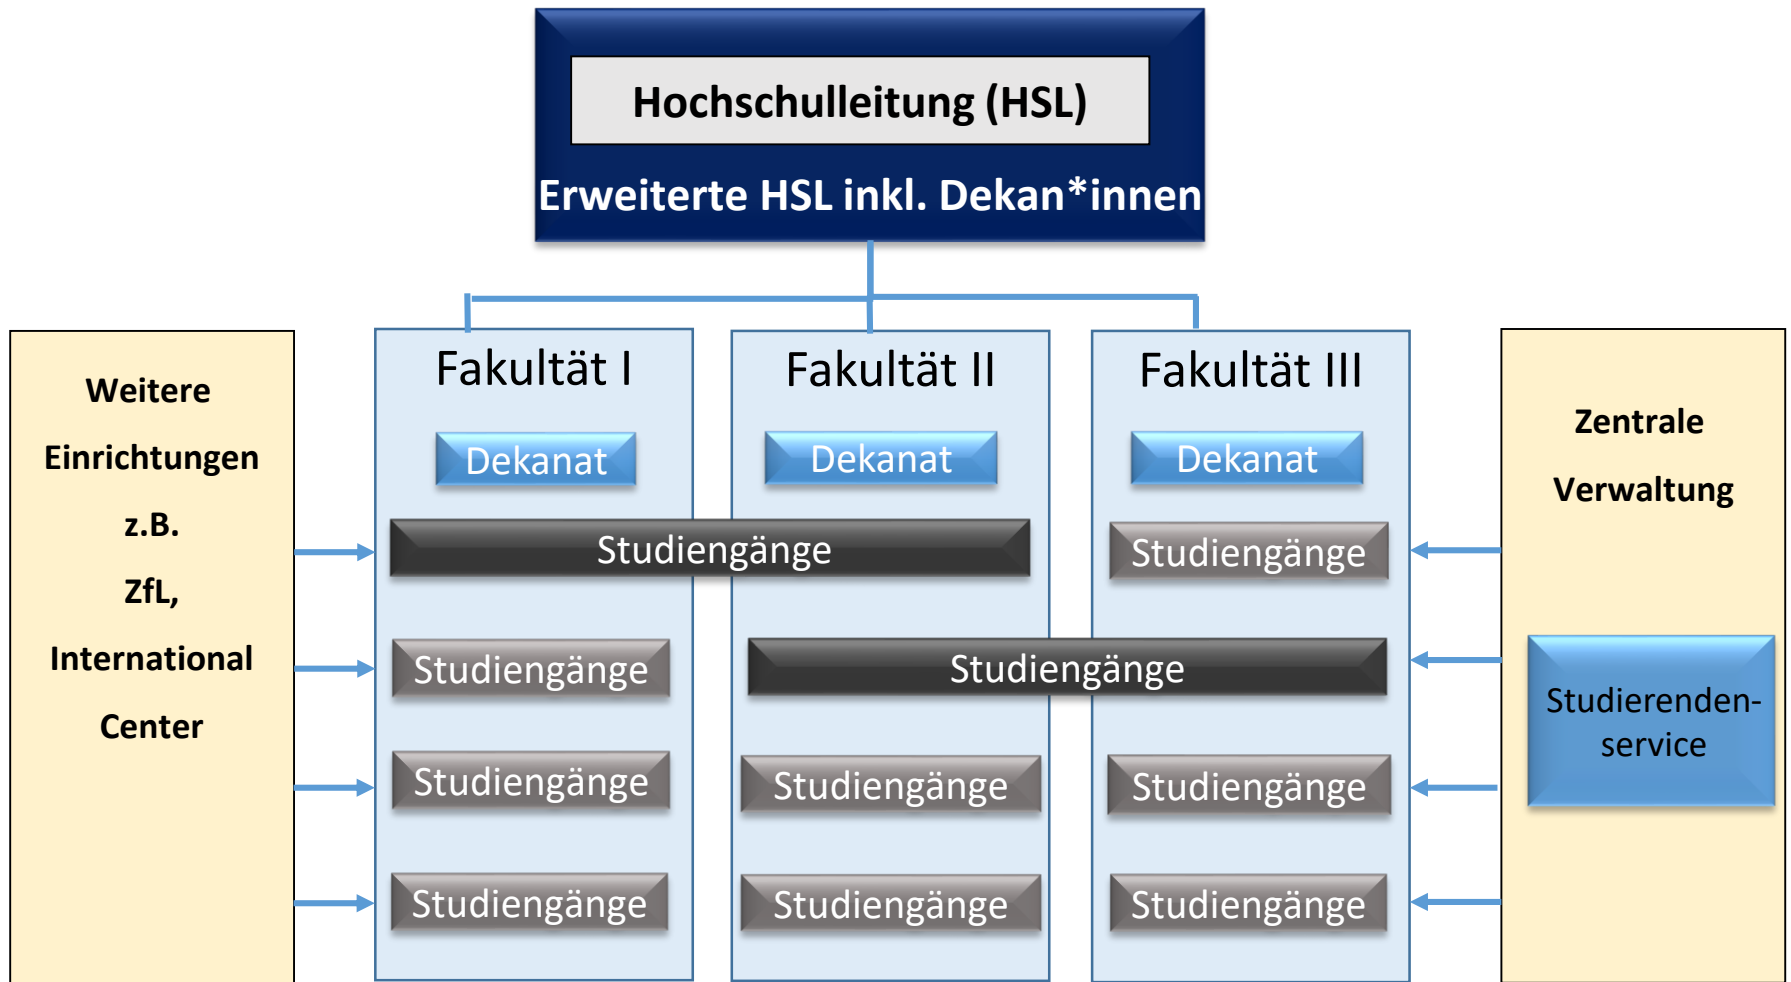 Hochschulleitung (HSL)
Erweiterte HSL inkl. Dekan*innen
Weitere
Einrichtungen
z.B.
ZfL,
International
Center
Fakultät I
Dekanat
Fakultät II
Dekanat
Fakultät III
Dekanat
Studiengänge
Studiengänge
Studiengänge
Studiengänge
Studiengänge
Studiengänge
Studiengänge
Studiengänge
Studiengänge
Studiengänge
Zentrale
Verwaltung
Studierenden-
service